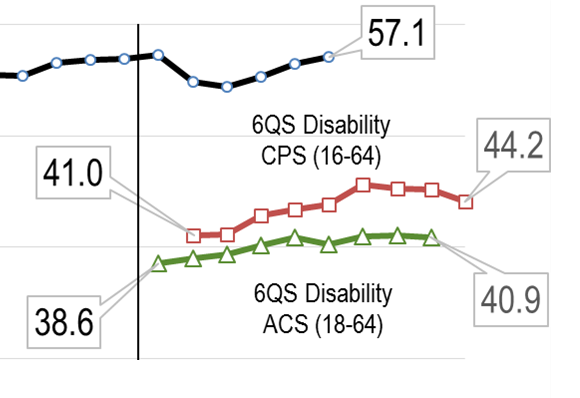 57.1
6QS Disability
CPS (16-64)
44.2
41.0
6QS Disability
ACS (18-64)
40.9
38.6